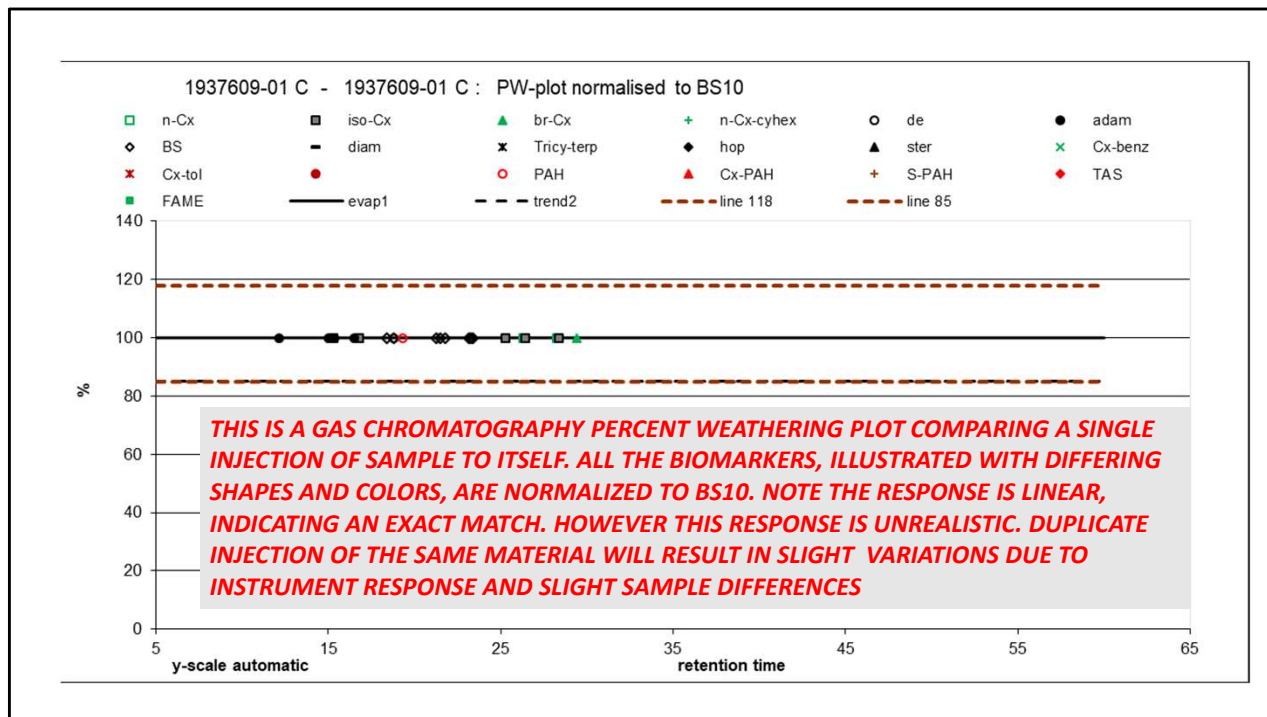 1937609-01 C - 1937609-01 C : PW-plot normalised to BS10
n-Cx iso-Cx br-Cx n-Cx-cyhex de adam
BS diam Tricy-terp hop ster Cx-benz
Cx-tol PAH Cx-PAH S-PAH TAS
FAME evap1 trend2 line 118 line 85
140
120
100
80
60
40
20
0
%
THIS IS A GAS CHROMATOGRAPHY PERCENT WEATHERING PLOT COMPARING A SINGLE
INJECTION OF SAMPLE TO ITSELF. ALL THE BIOMARKERS, ILLUSTRATED WITH DIFFERING
SHAPES AND COLORS, ARE NORMALIZED TO BS10. NOTE THE RESPONSE IS LINEAR,
INDICATING AN EXACT MATCH. HOWEVER THIS RESPONSE IS UNREALISTIC. DUPLICATE
INJECTION OF THE SAME MATERIAL WILL RESULT IN SLIGHT VARIATIONS DUE TO
INSTRUMENT RESPONSE AND SLIGHT SAMPLE DIFFERENCES
5 15 25 35 45 55 65
y-scale automatic retention time